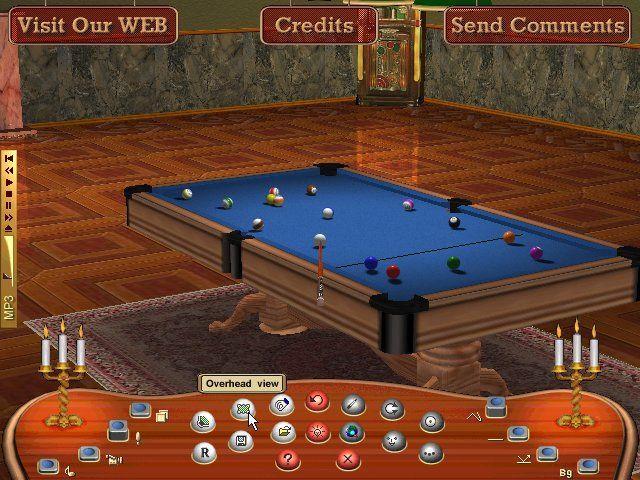 Visit Our WEB
Credits
Send Comments
MP3
Overhead view
R
?
Bg